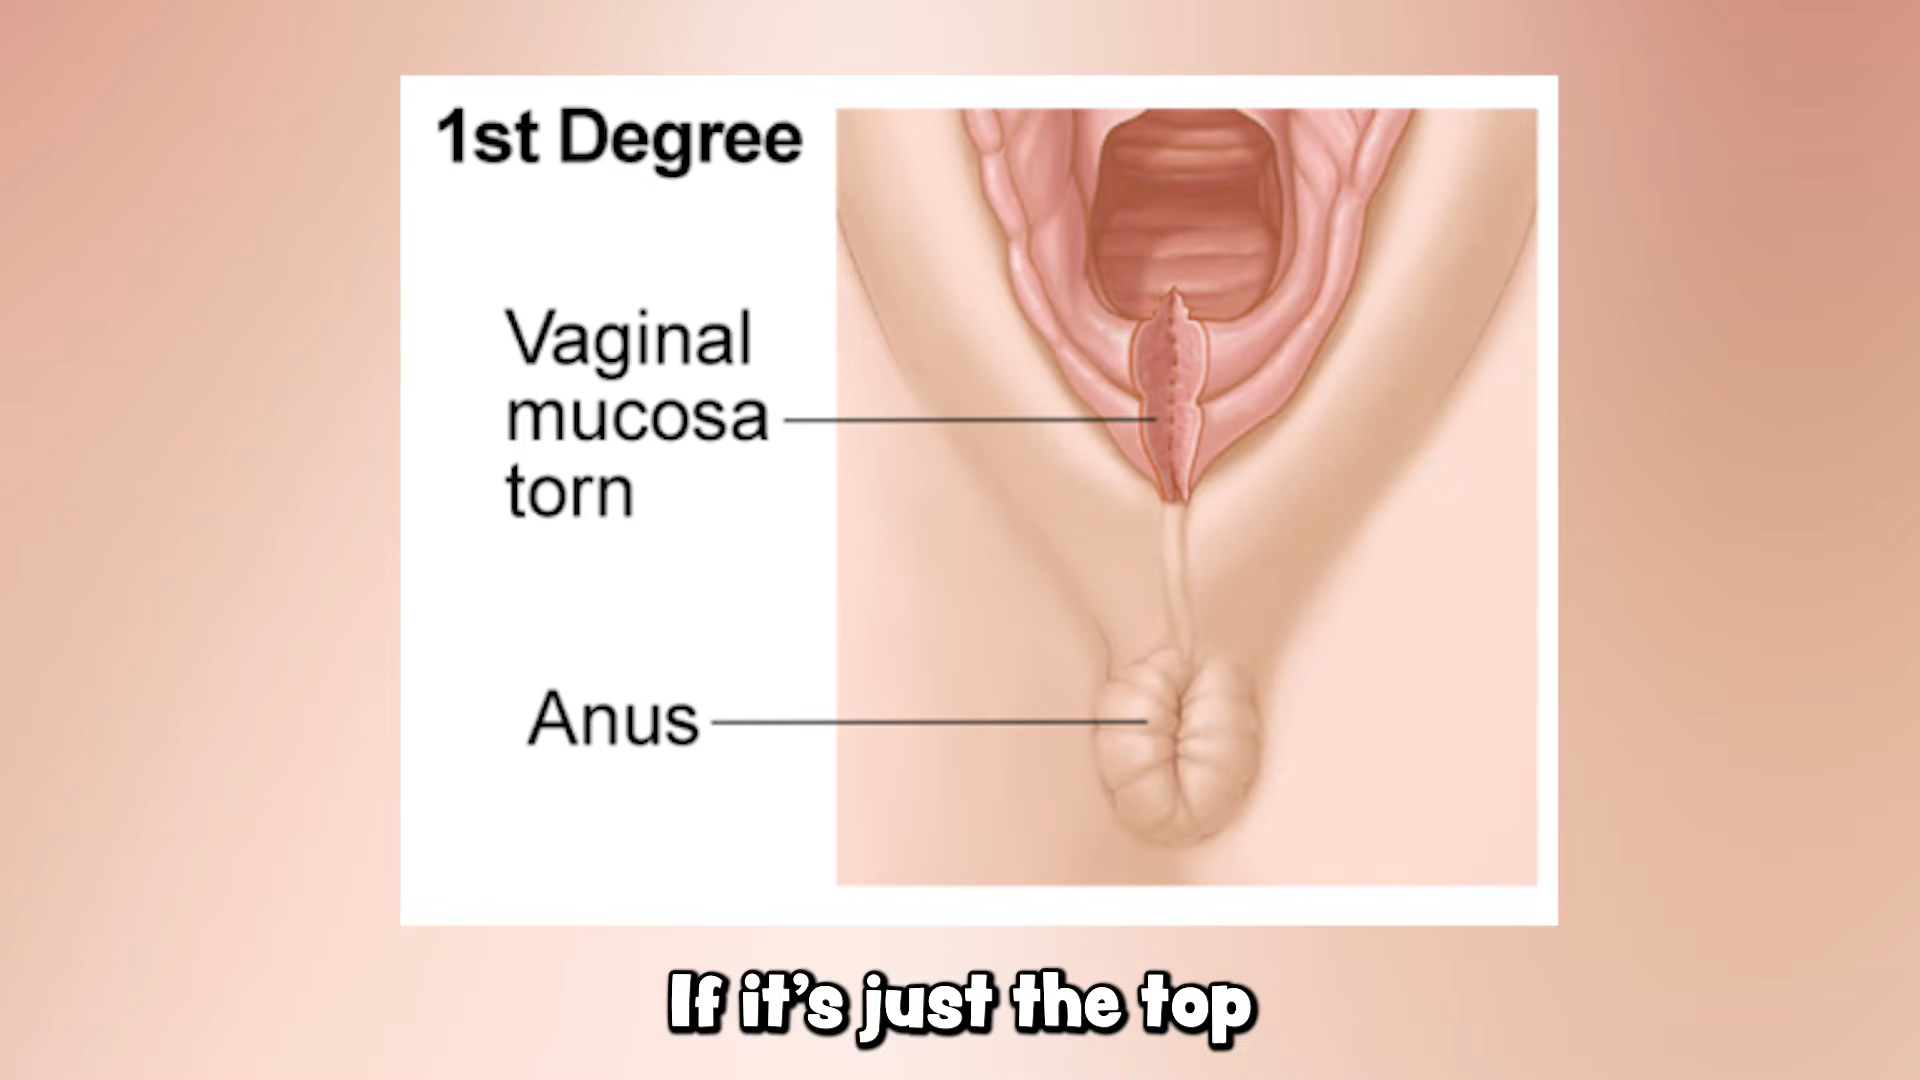 1st Degree
Vaginal
mucosa
torn
Anus
If it's just the top